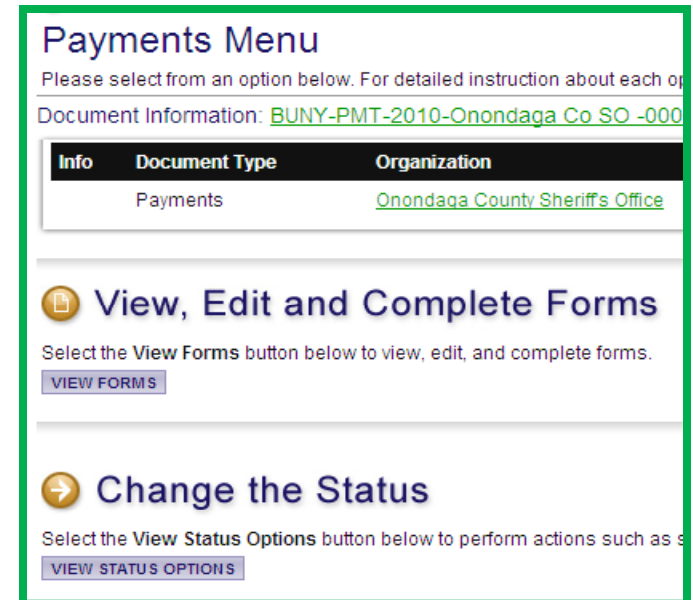 Payments Menu
Please select from an option below. For detailed instruction about each
Document Information: BUNY-PMT-2010-Onondaga Co SO -000
Info Document Type Organization
Payments Onondaga County Sheriff's Office
View, Edit and Complete Forms
Select the View Forms button below to view, edit, and complete forms.
VIEW FORMS
Change the Status
Select the View Status Options button below to perform actions such as
VIEW STATUS OPTIONS